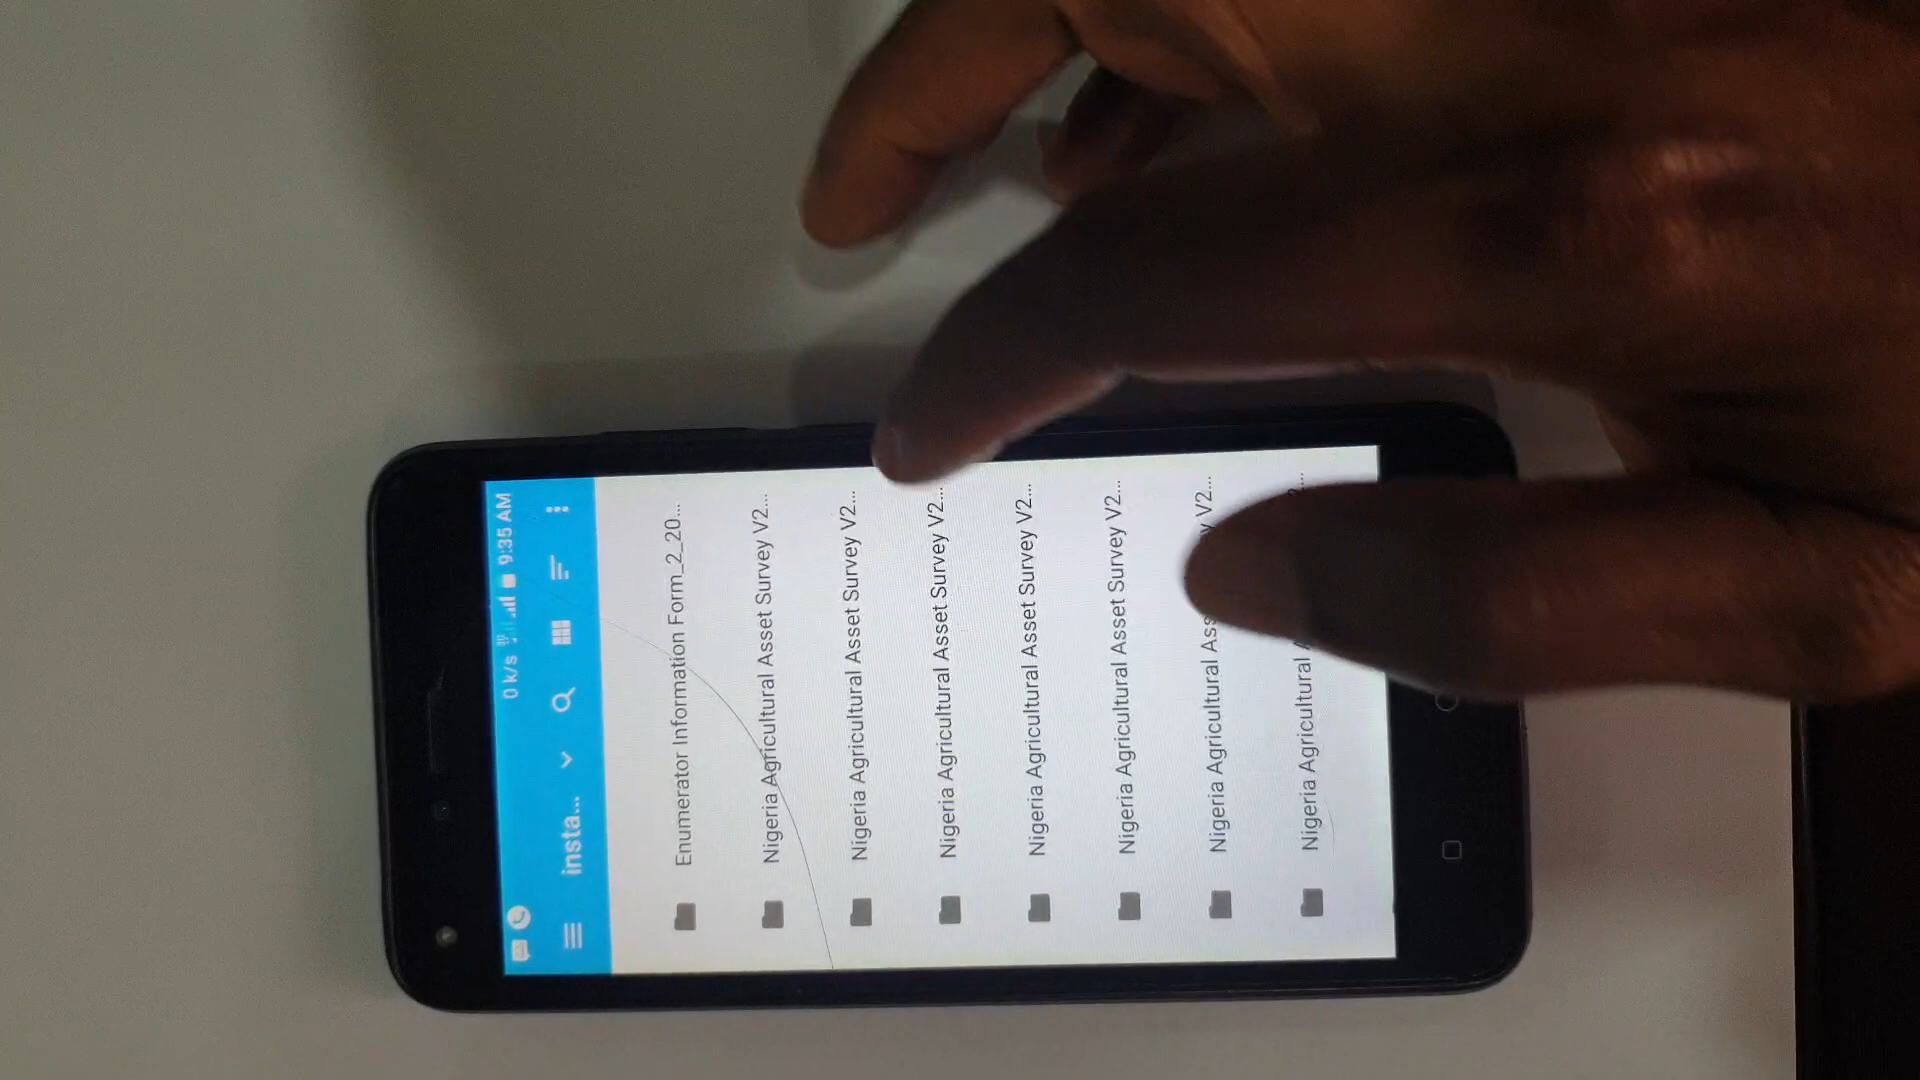 0 k/s 9:35 AM
insta...
Enumerator Information Form_2_20...
Nigeria Agricultural Asset Survey V2...
Nigeria Agricultural Asset Survey V2...
Nigeria Agricultural Asset Survey V2...
Nigeria Agricultural Asset Survey V2...
Nigeria Agricultural Asset Survey V2...
Nigeria Agricultural V2...
Nigeria Agricultural